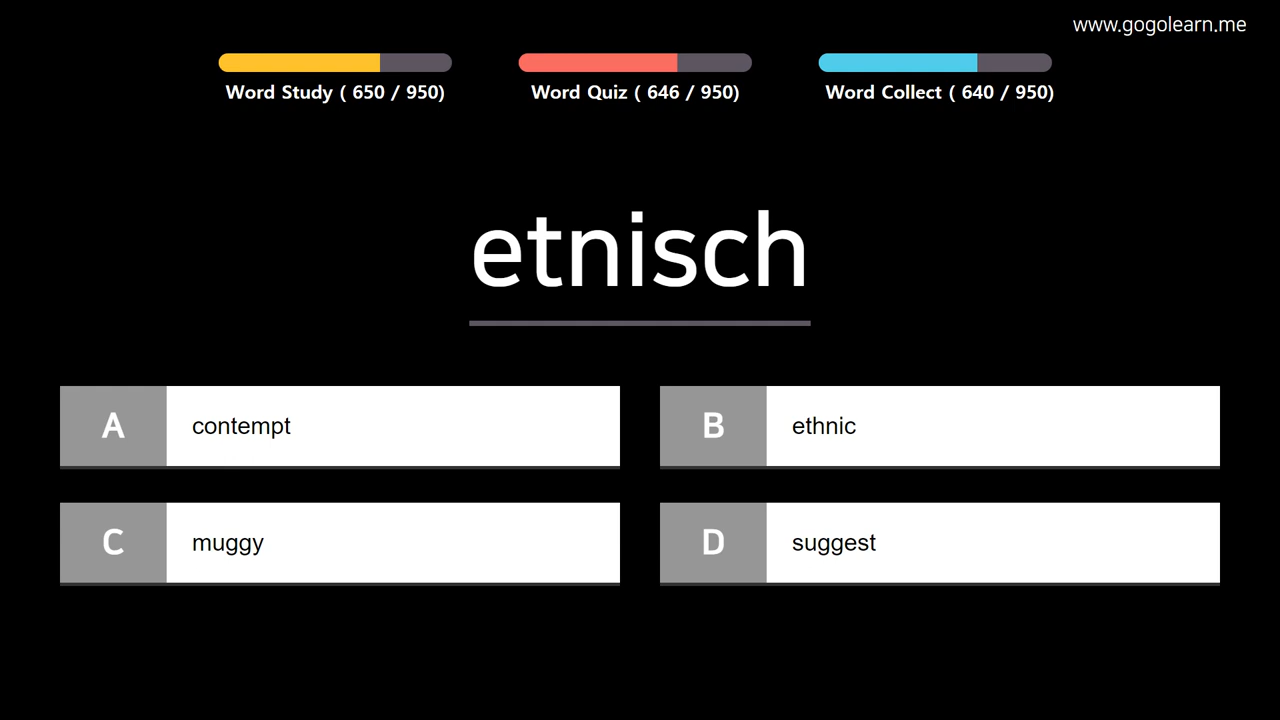 www.gogolearn.me
Word Study ( 650 / 950)
Word Quiz ( 646 / 950)
Word Collect ( 640 / 950)
etnisch
A contempt
B ethnic
C muggy
D suggest